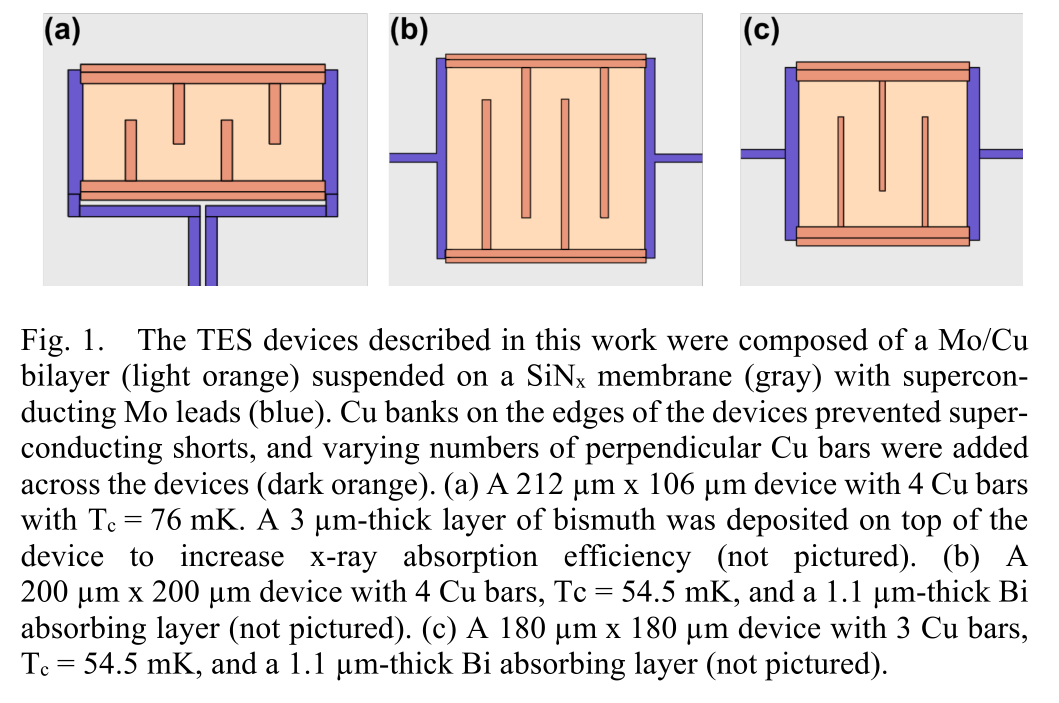 (a)
(b)
(c)
Fig. 1. The TES devices described in this work were composed of a Mo/Cu
bilayer (light orange) suspended on a SiNx membrane (gray) with supercon-
ducting Mo leads (blue). Cu banks on the edges of the devices prevented super-
conducting shorts, and varying numbers of perpendicular Cu bars were added
across the devices (dark orange). (a) A 212 µm x 106 µm device with 4 Cu bars
with Tc = 76 mK. A 3 µm-thick layer of bismuth was deposited on top of the
device to increase x-ray absorption efficiency (not pictured). (b) A
200 µm x 200 µm device with 4 Cu bars, Tc = 54.5 mK, and a 1.1 µm-thick Bi
absorbing layer (not pictured). (c) A 180 µm x 180 µm device with 3 Cu bars,
Tc = 54.5 mK, and a 1.1 µm-thick Bi absorbing layer (not pictured).